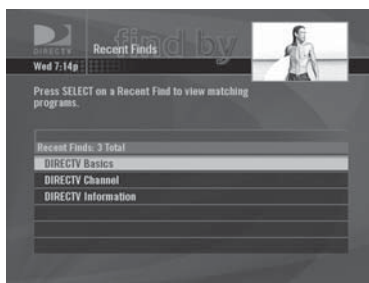 find by
DIRECTV
Recent Finds
Wed 7:14p
Press SELECT on a Recent Find to view matching
programs.
Recent Finds: 3 Total
DIRECTV Basics
DIRECTV Channel
DIRECTV Information